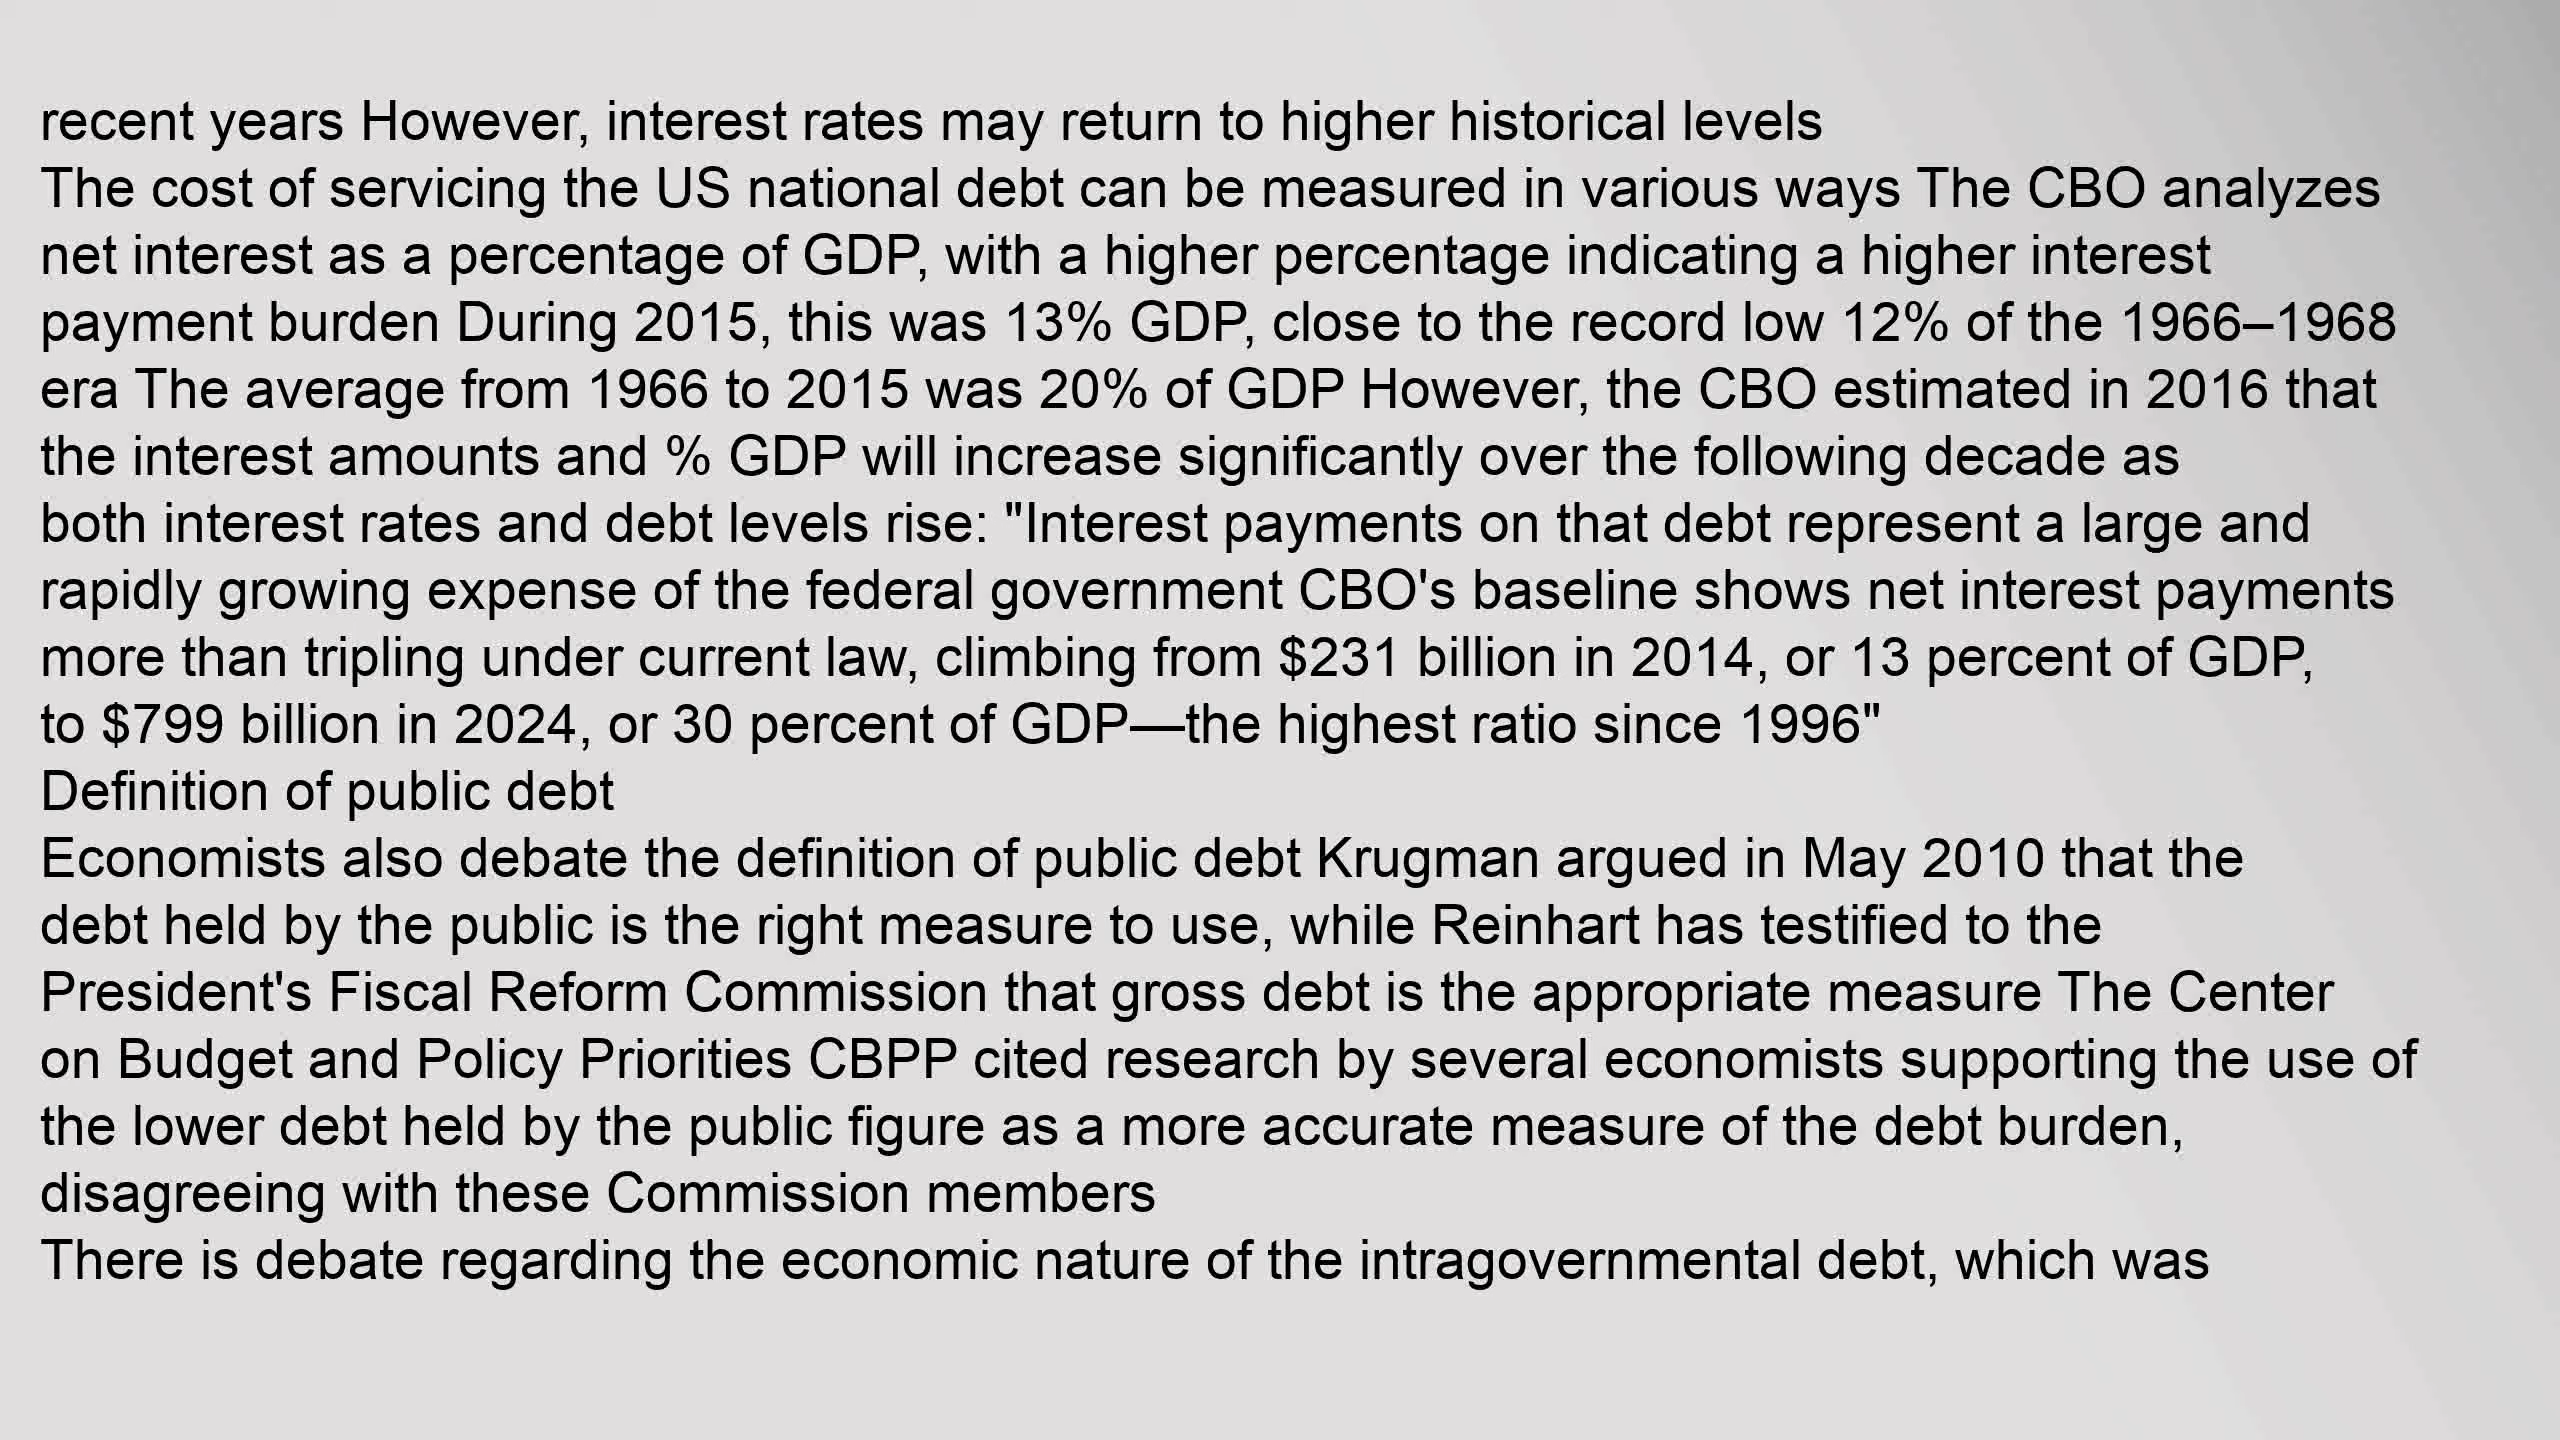 recent years However, interest rates may return to higher historical levels
The cost of servicing the US national debt can be measured in various ways The CBO analyzes
net interest as a percentage of GDP, with a higher percentage indicating a higher interest
payment burden During 2015, this was 13% GDP, close to the record low 12% of the 1966–1968
era The average from 1966 to 2015 was 20% of GDP However, the CBO estimated in 2016 that
the interest amounts and % GDP will increase significantly over the following decade as
both interest rates and debt levels rise: "Interest payments on that debt represent a large and
rapidly growing expense of the federal government CBO's baseline shows net interest payments
more than tripling under current law, climbing from $231 billion in 2014, or 13 percent of GDP,
to $799 billion in 2024, or 30 percent of GDP—the highest ratio since 1996"
Definition of public debt
Economists also debate the definition of public debt Krugman argued in May 2010 that the
debt held by the public is the right measure to use, while Reinhart has testified to the
President's Fiscal Reform Commission that gross debt is the appropriate measure The Center
on Budget and Policy Priorities CBPP cited research by several economists supporting the use of
the lower debt held by the public figure as a more accurate measure of the debt burden,
disagreeing with these Commission members
There is debate regarding the economic nature of the intragovernmental debt, which was